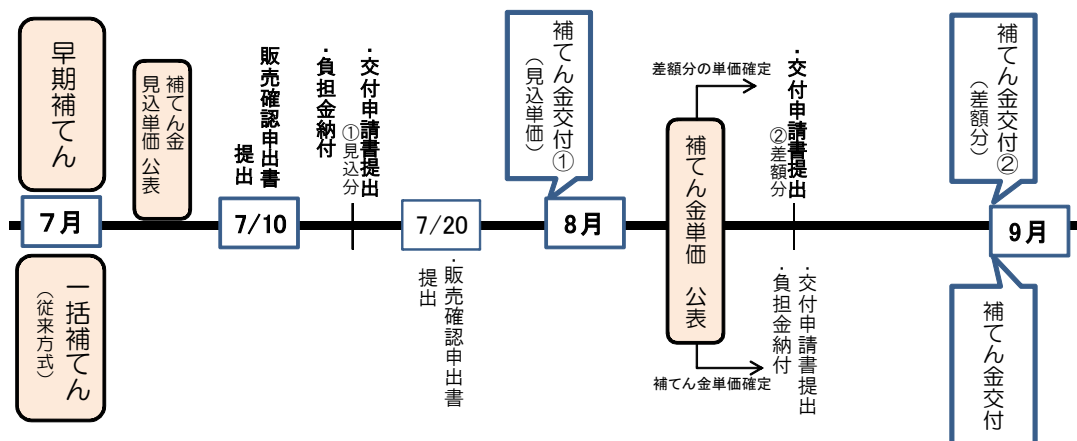 早期補てん
補てん金
見込単価 公表
販売確認申出書
提出
・交付申請書提出
①見込分
・負担金納付
補てん金交付①
(見込単価)
差額分の単価確定
・交付申請書提出
②差額分
補てん金交付②
(差額分)
7月
7/10
7/20
8月
補てん金単価 公表
9月
一括補てん
(従来方式)
・販売確認申出書
提出
補てん金単価確定
・交付申請書提出
・負担金納付
補てん金交付